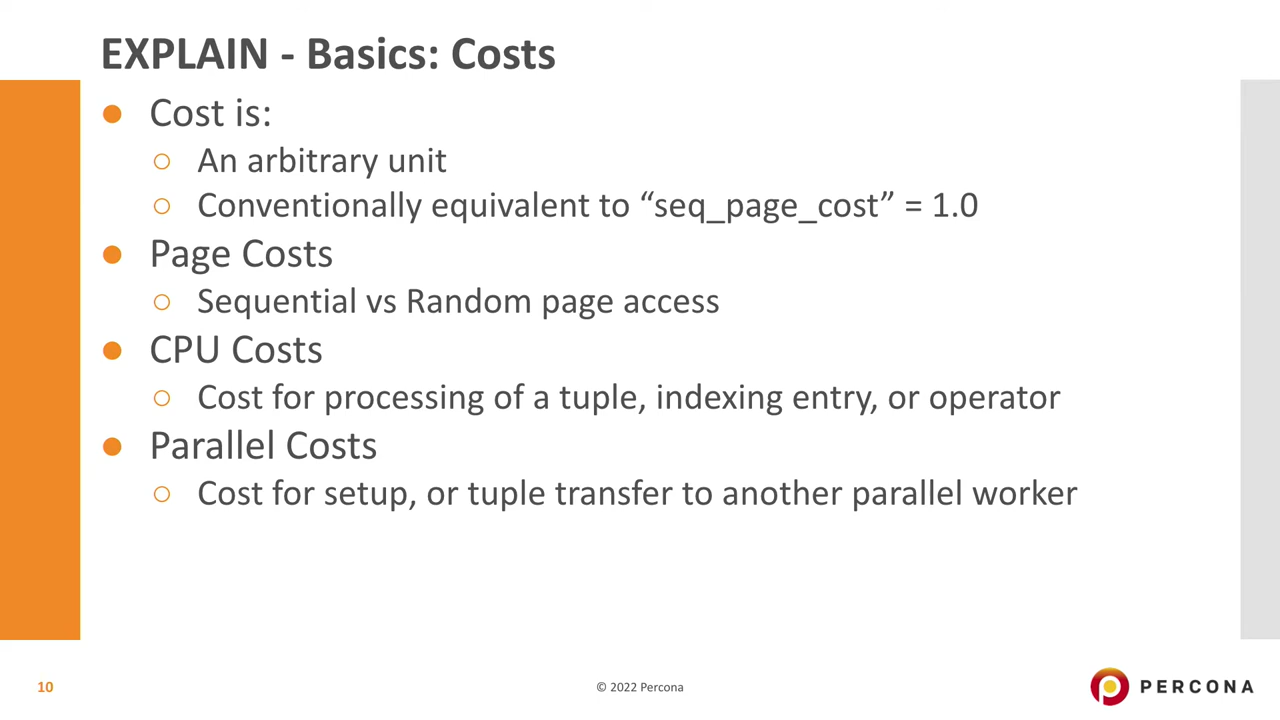 EXPLAIN - Basics: Costs
● Cost is:
○ An arbitrary unit
○ Conventionally equivalent to “seq_page_cost” = 1.0
● Page Costs
○ Sequential vs Random page access
● CPU Costs
○ Cost for processing of a tuple, indexing entry, or operator
● Parallel Costs
○ Cost for setup, or tuple transfer to another parallel worker
10
© 2022 Percona
PERCONA